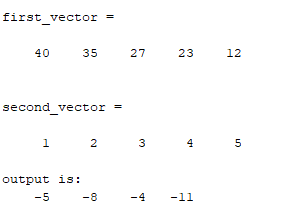 first_vector =
40 35 27 23 12
second_vector =
1 2 3 4 5
output is:
-5 -8 -4 -11